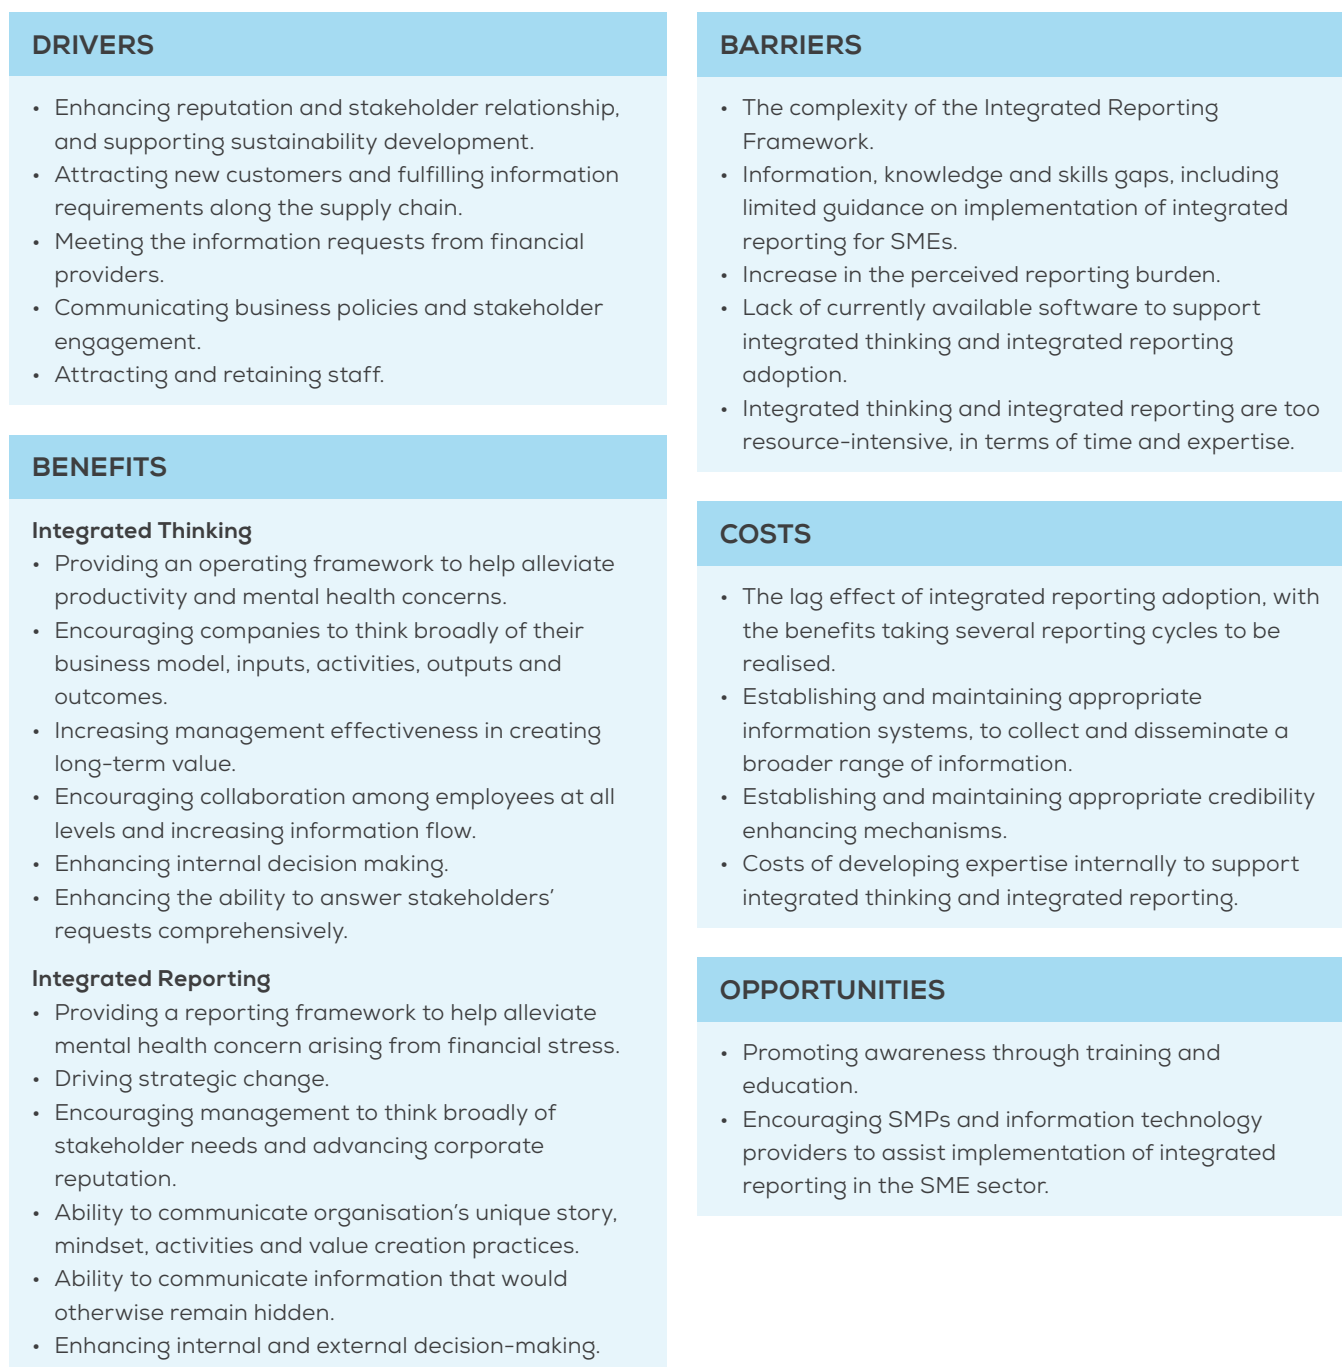 DRIVERS
• Enhancing reputation and stakeholder relationship,
and supporting sustainability development.
• Attracting new customers and fulfilling information
requirements along the supply chain.
• Meeting the information requests from financial
providers.
• Communicating business policies and stakeholder
engagement.
• Attracting and retaining staff.
BENEFITS
Integrated Thinking
• Providing an operating framework to help alleviate
productivity and mental health concerns.
• Encouraging companies to think broadly of their
business model, inputs, activities, outputs and
outcomes.
• Increasing management effectiveness in creating
long-term value.
• Encouraging collaboration among employees at all
levels and increasing information flow.
• Enhancing internal decision making.
• Enhancing the ability to answer stakeholders’
requests comprehensively.
Integrated Reporting
• Providing a reporting framework to help alleviate
mental health concern arising from financial stress.
• Driving strategic change.
• Encouraging management to think broadly of
stakeholder needs and advancing corporate
reputation.
• Ability to communicate organisation’s unique story,
mindset, activities and value creation practices.
• Ability to communicate information that would
otherwise remain hidden.
• Enhancing internal and external decision-making.
BARRIERS
• The complexity of the Integrated Reporting
Framework.
• Information, knowledge and skills gaps, including
limited guidance on implementation of integrated
reporting for SMEs.
• Increase in the perceived reporting burden.
• Lack of currently available software to support
integrated thinking and integrated reporting
adoption.
• Integrated thinking and integrated reporting are too
resource-intensive, in terms of time and expertise.
COSTS
• The lag effect of integrated reporting adoption, with
the benefits taking several reporting cycles to be
realised.
• Establishing and maintaining appropriate
information systems, to collect and disseminate a
broader range of information.
• Establishing and maintaining appropriate credibility
enhancing mechanisms.
• Costs of developing expertise internally to support
integrated thinking and integrated reporting.
OPPORTUNITIES
• Promoting awareness through training and
education.
• Encouraging SMPs and information technology
providers to assist implementation of integrated
reporting in the SME sector.